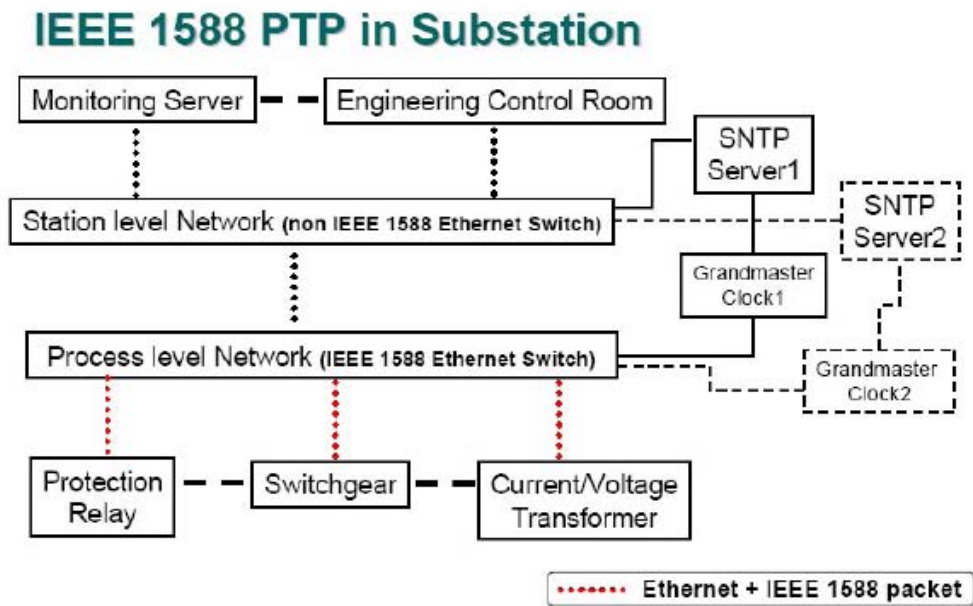 IEEE 1588 PTP in Substation
Monitoring Server
Engineering Control Room
SNTP
Server1
Station level Network (non IEEE 1588 Ethernet Switch)
SNTP
Server2
Grandmaster
Clock1
Process level Network (IEEE 1588 Ethernet Switch)
Grandmaster
Clock2
Protection
Relay
Switchgear
Current/Voltage
Transformer
Ethernet + IEEE 1588 packet